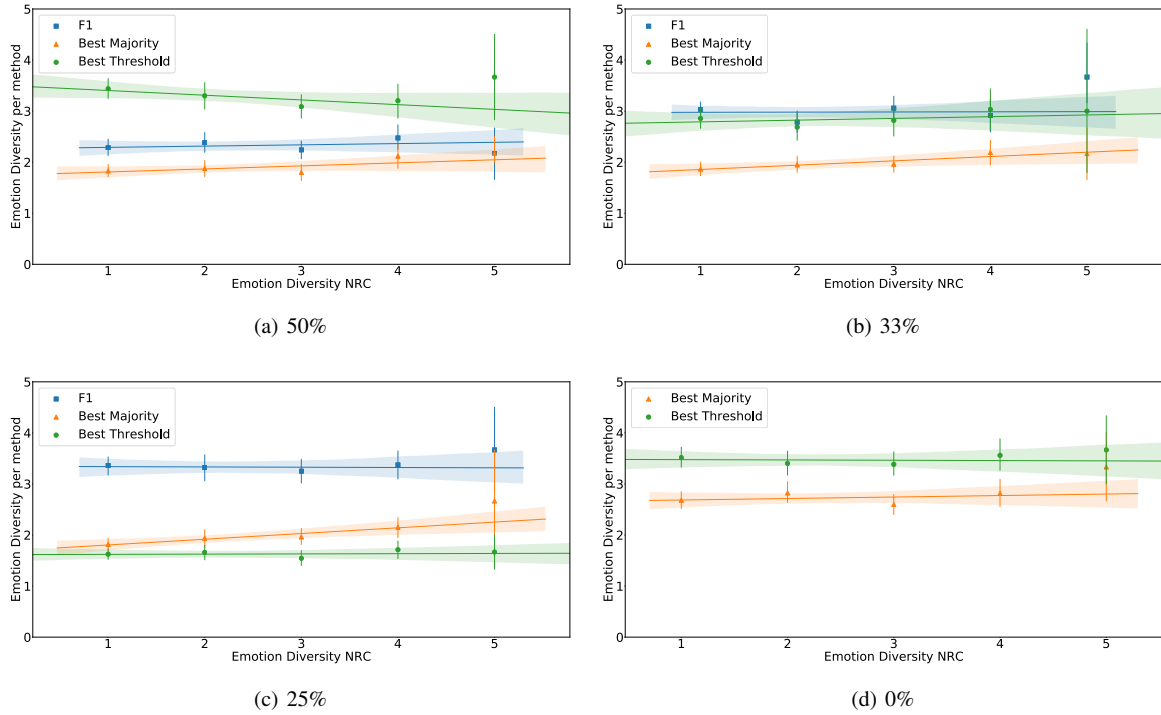 5
4
3
2
1
0
Emotion Diversity per method
F1
Best Majority
Best Threshold
1 2 3 4 5
Emotion Diversity NRC
(a) 50%
5
4
3
2
1
0
Emotion Diversity per method
F1
Best Majority
Best Threshold
1 2 3 4 5
Emotion Diversity NRC
(b) 33%
5
4
3
2
1
0
Emotion Diversity per method
F1
Best Majority
Best Threshold
1 2 3 4 5
Emotion Diversity NRC
(c) 25%
5
4
3
2
1
0
Emotion Diversity per method
Best Majority
Best Threshold
1 2 3 4 5
Emotion Diversity NRC
(d) 0%